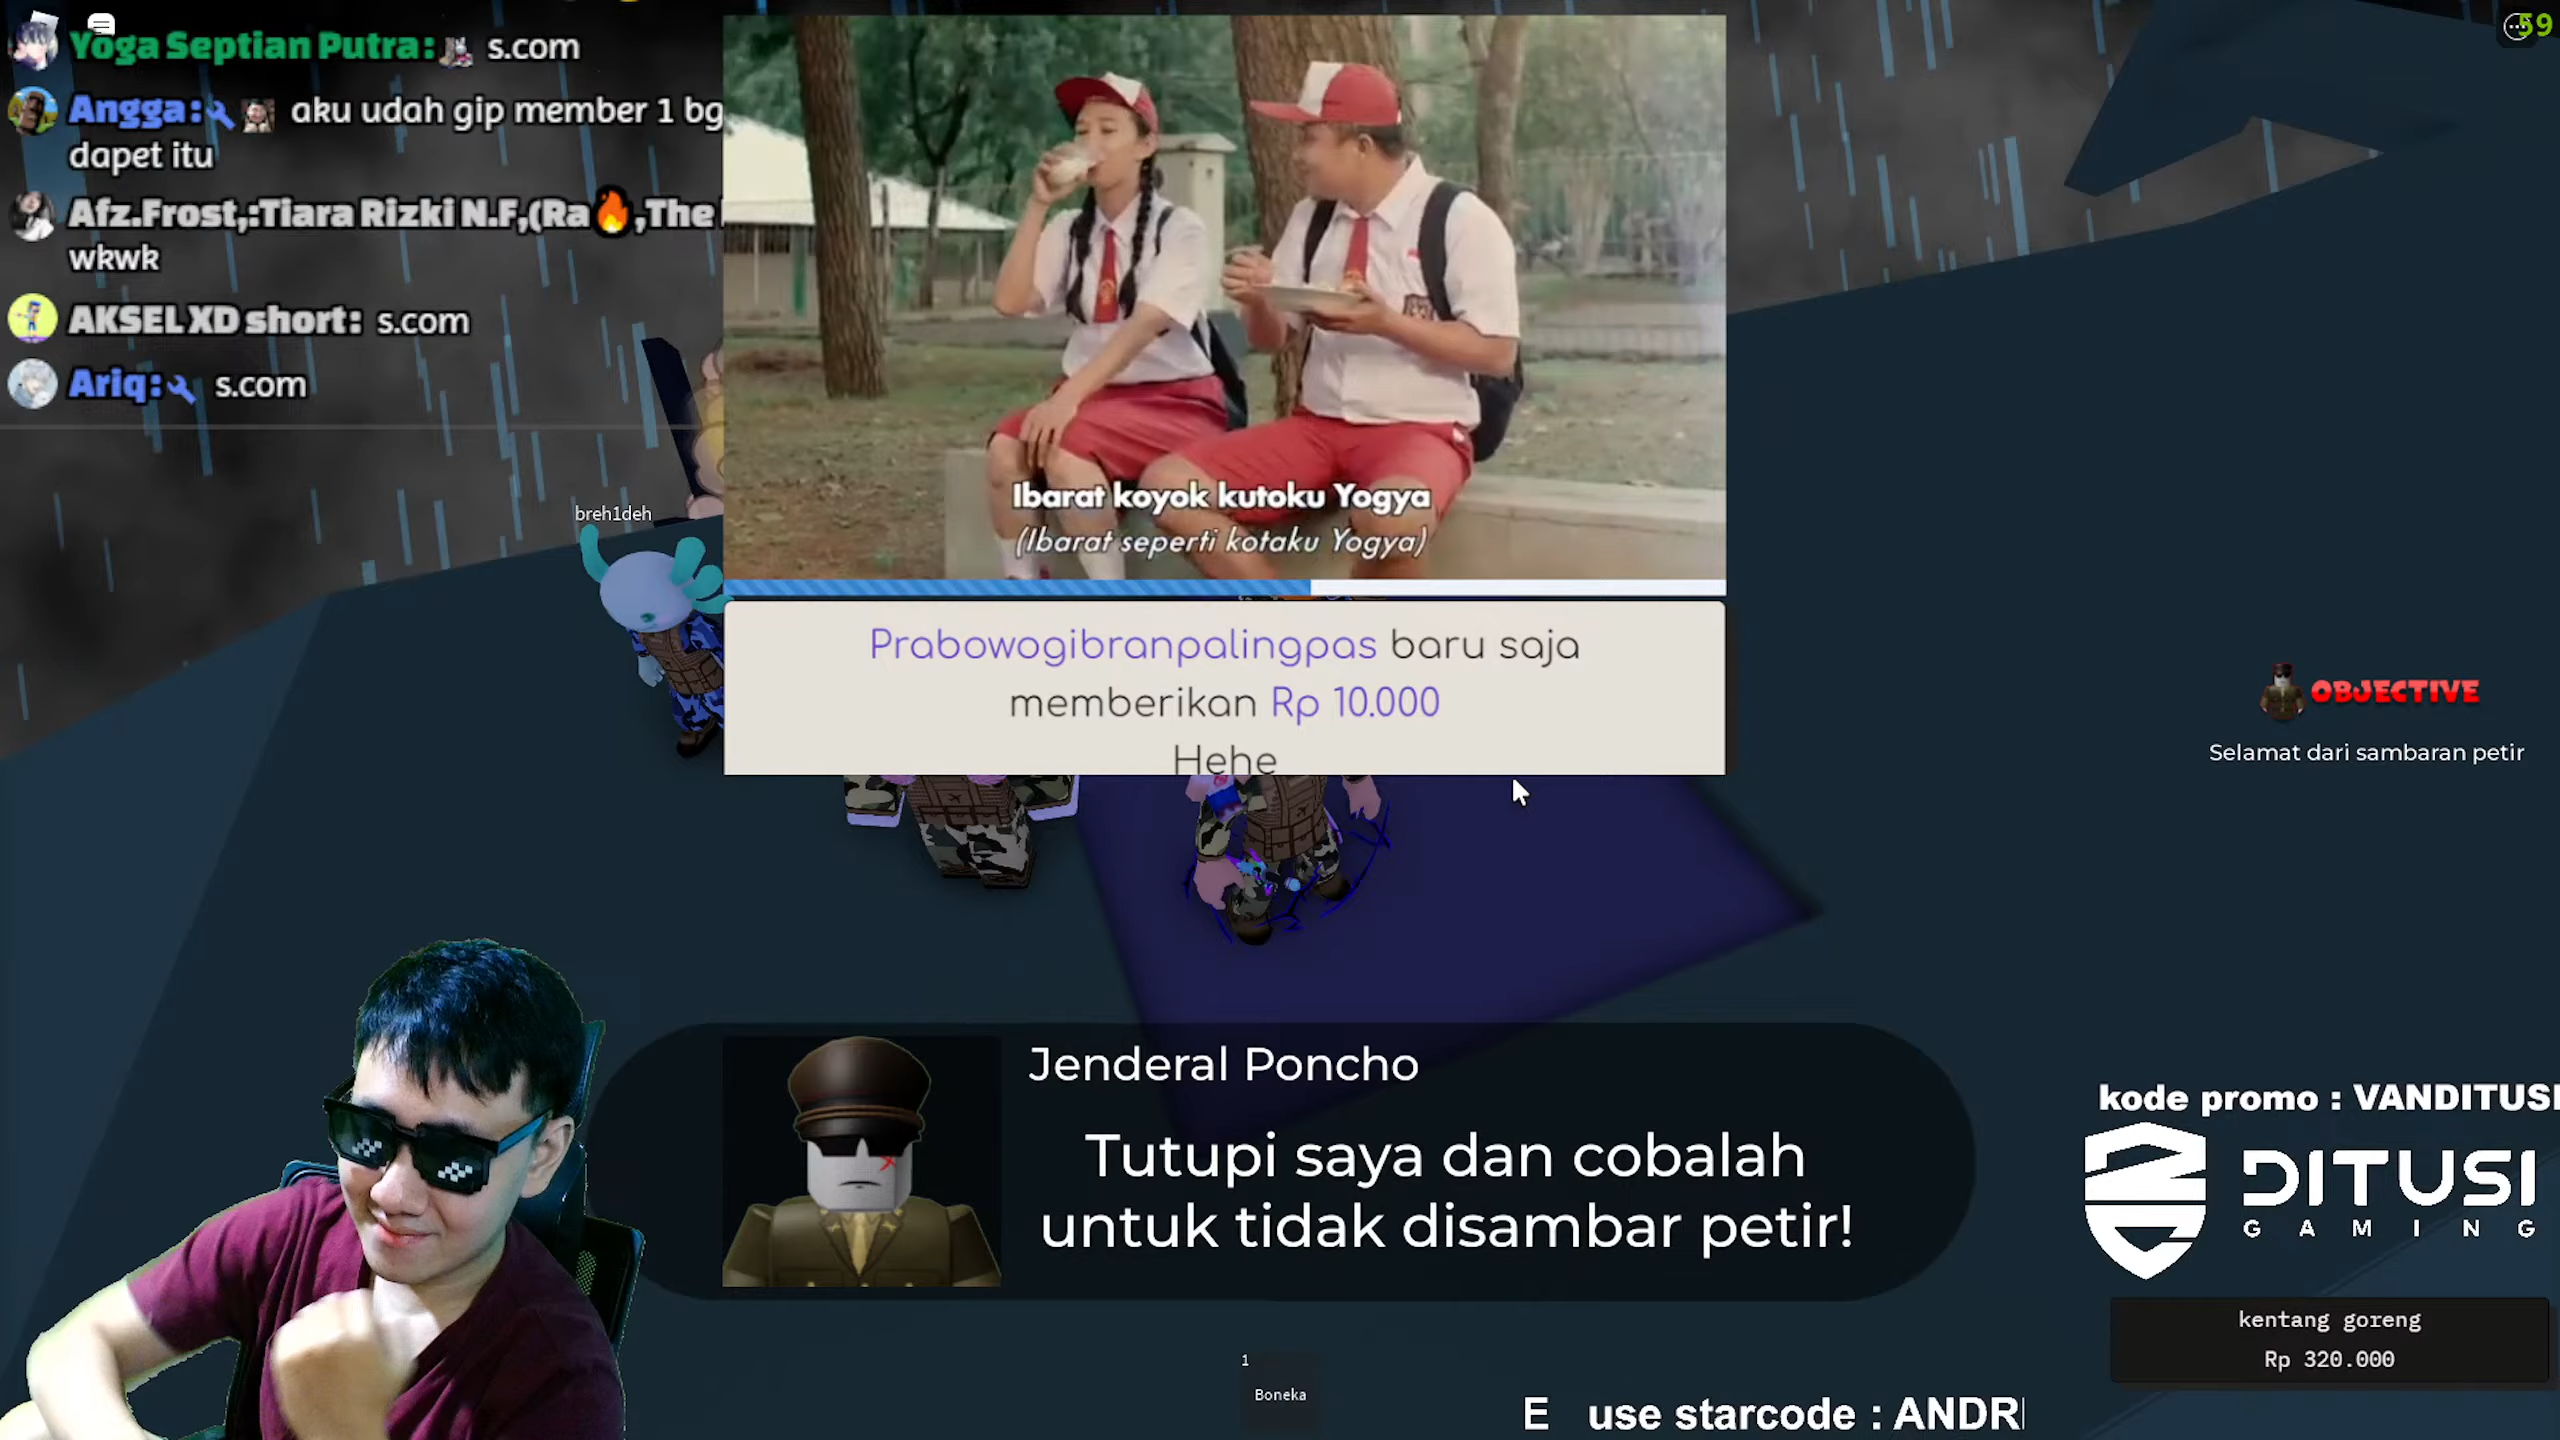 Yoga Septian Putra: s.com
Angga: aku udah gip member 1 bg
dapet itu
Afz.Frost,:Tiara Rizki N.F,(Ra🔥,The
wkwk
AKSEL XD short: s.com
Ariq: s.com
59
breh1deh
Ibarat koyok kutoku Yogya
(Ibarat seperti kotaku Yogya)
Prabowogibranpalingpas baru saja
memberikan Rp 10.000
Hehe
OBJECTIVE
Selamat dari sambaran petir
Jenderal Poncho
Tutupi saya dan cobalah
untuk tidak disambar petir!
kode promo : VANDITUSI
DITUSI
GAMING
kentang goreng
Rp 320.000
1
Boneka
E use starcode : ANDR